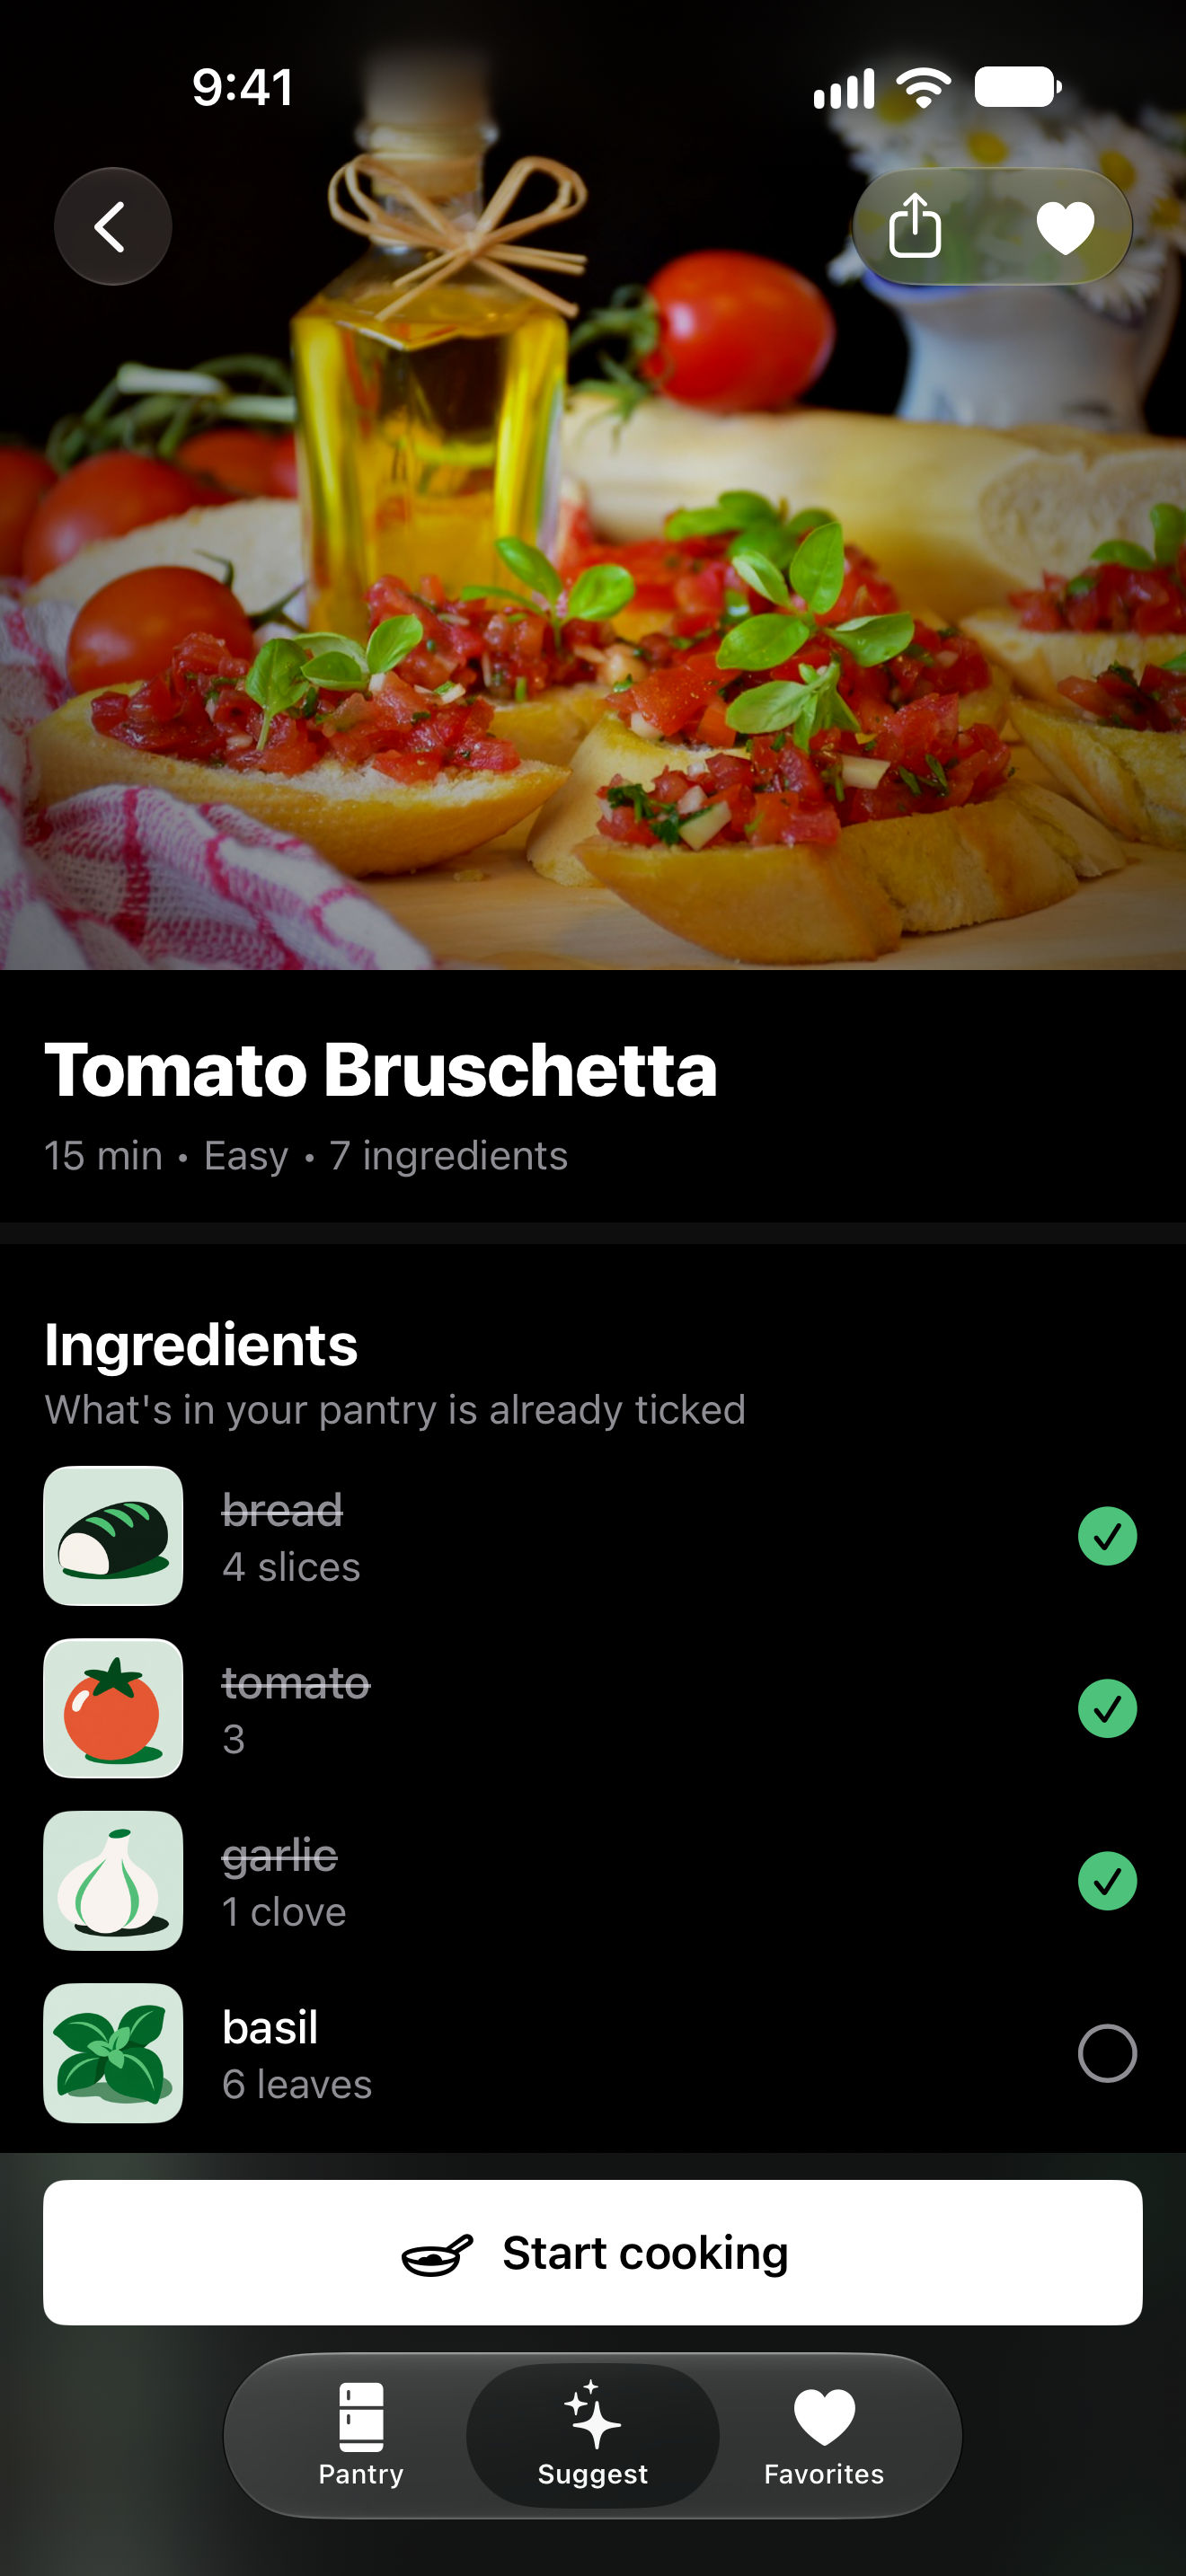 9:41
Tomato Bruschetta
15 min • Easy • 7 ingredients
Ingredients
What's in your pantry is already ticked
bread
4 slices
tomato
3
garlic
1 clove
basil
6 leaves
Start cooking
Pantry
Suggest
Favorites